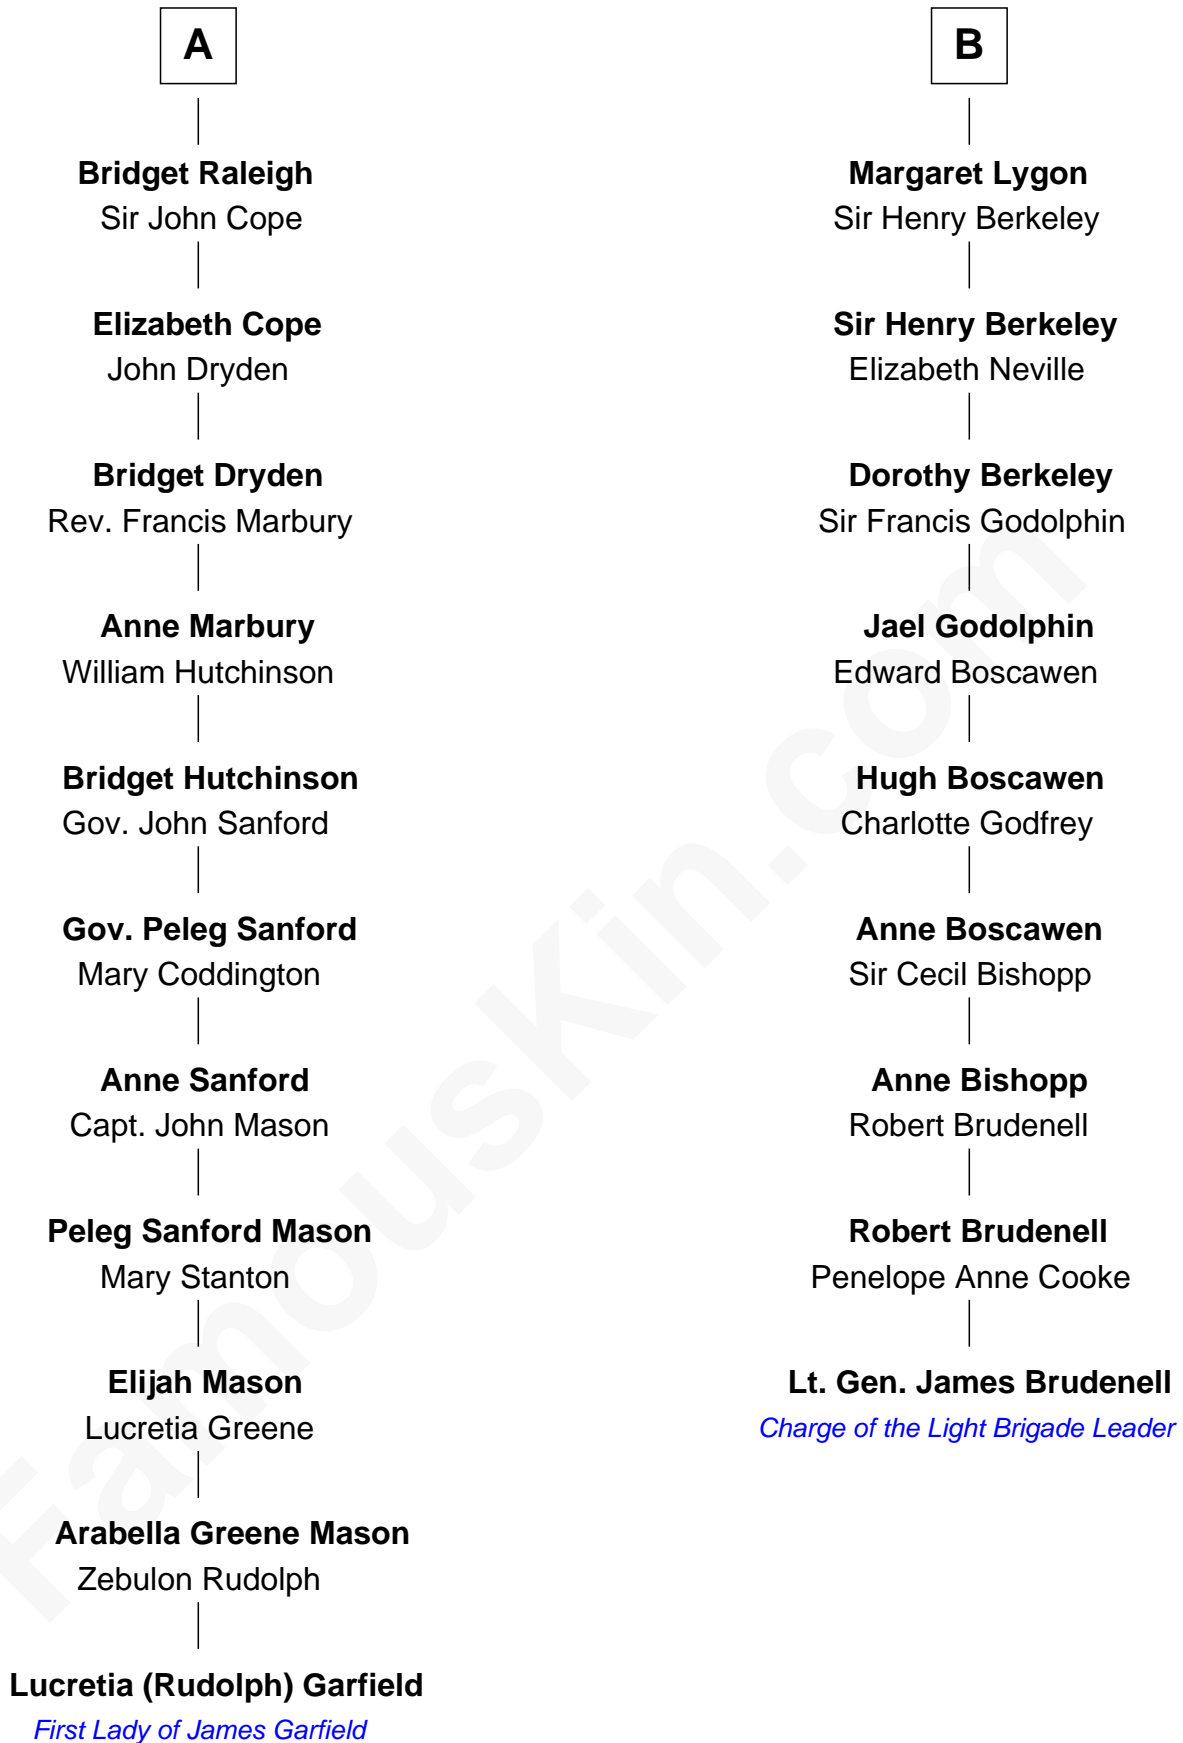 A
Bridget Raleigh
Sir John Cope
Elizabeth Cope
John Dryden
Bridget Dryden
Rev. Francis Marbury
Anne Marbury
William Hutchinson
Bridget Hutchinson
Gov. John Sanford
Gov. Peleg Sanford
Mary Coddington
Anne Sanford
Capt. John Mason
Peleg Sanford Mason
Mary Stanton
Elijah Mason
Lucretia Greene
Arabella Greene Mason
Zebulon Rudolph
Lucretia (Rudolph) Garfield
First Lady of James Garfield
B
Margaret Lygon
Sir Henry Berkeley
Sir Henry Berkeley
Elizabeth Neville
Dorothy Berkeley
Sir Francis Godolphin
Jael Godolphin
Edward Boscawen
Hugh Boscawen
Charlotte Godfrey
Anne Boscawen
Sir Cecil Bishopp
Anne Bishopp
Robert Brudenell
Robert Brudenell
Penelope Anne Cooke
Lt. Gen. James Brudenell
Charge of the Light Brigade Leader
FamousKin.com